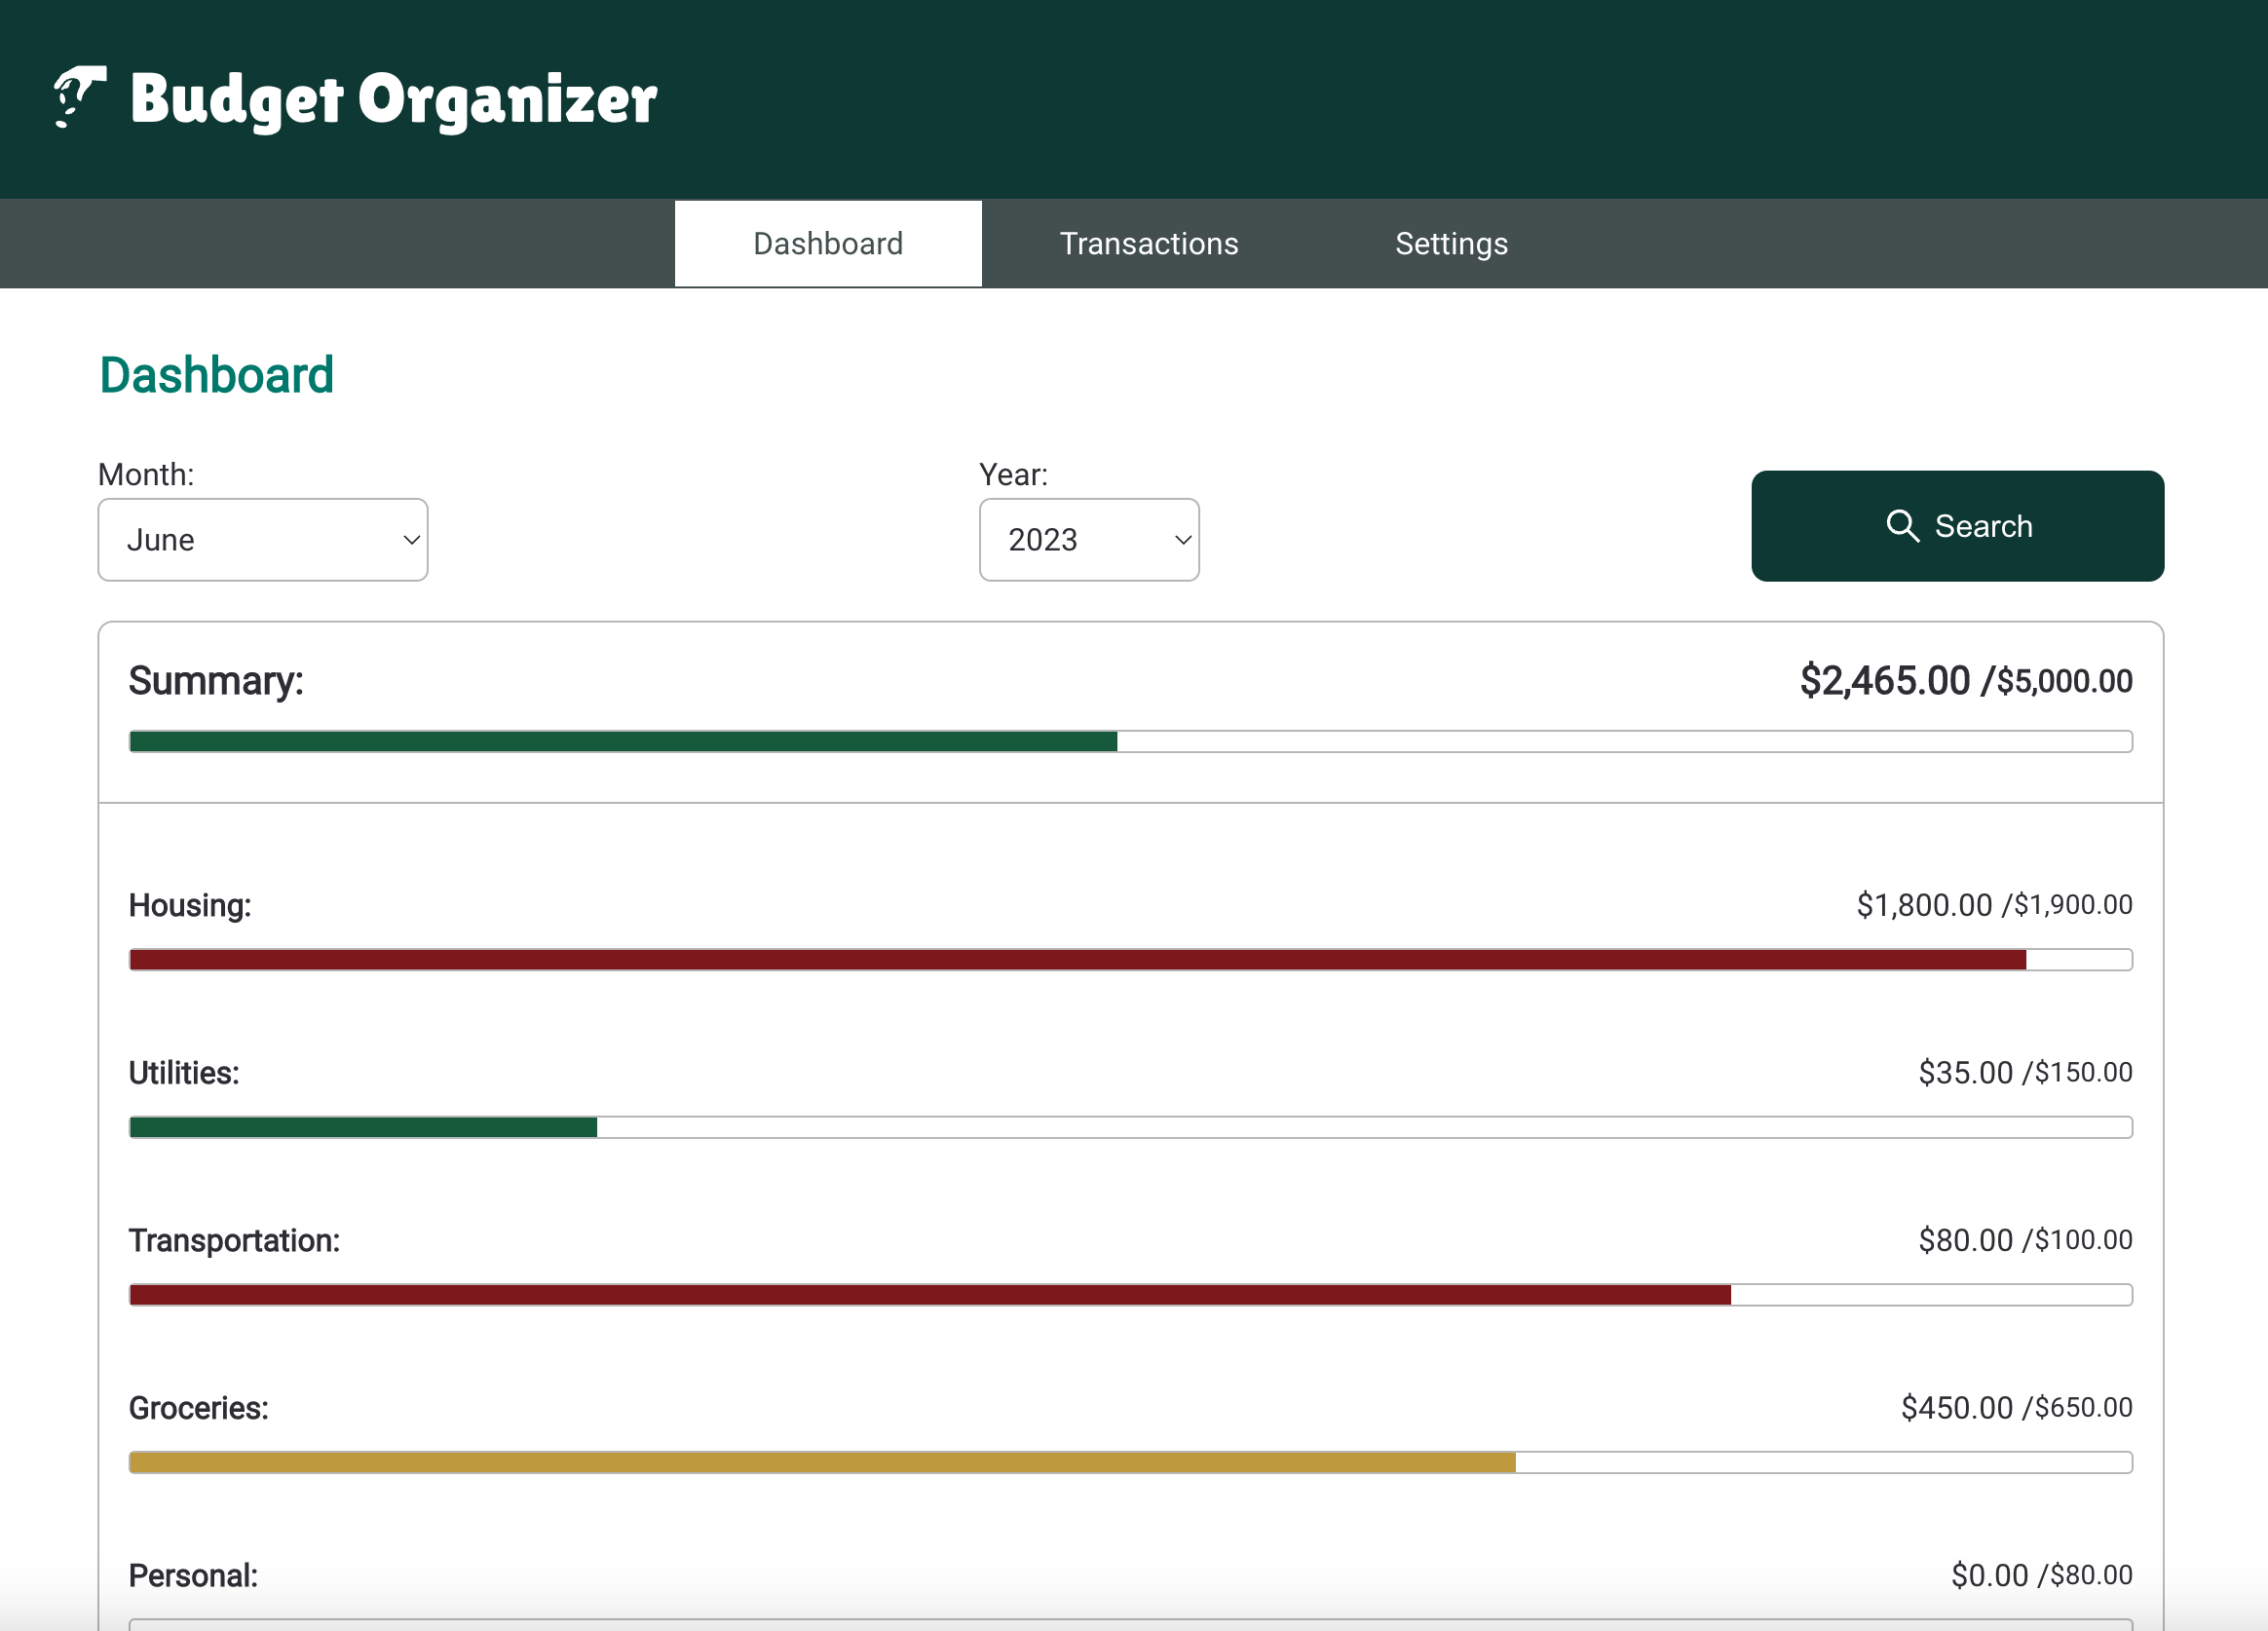 Budget Organizer
Dashboard Transactions Settings
Dashboard
Month:
June
Year:
2023
Search
Summary: $2,465.00 /$5,000.00
Housing: $1,800.00 /$1,900.00
Utilities: $35.00 /$150.00
Transportation: $80.00 /$100.00
Groceries: $450.00 /$650.00
Personal: $0.00 /$80.00